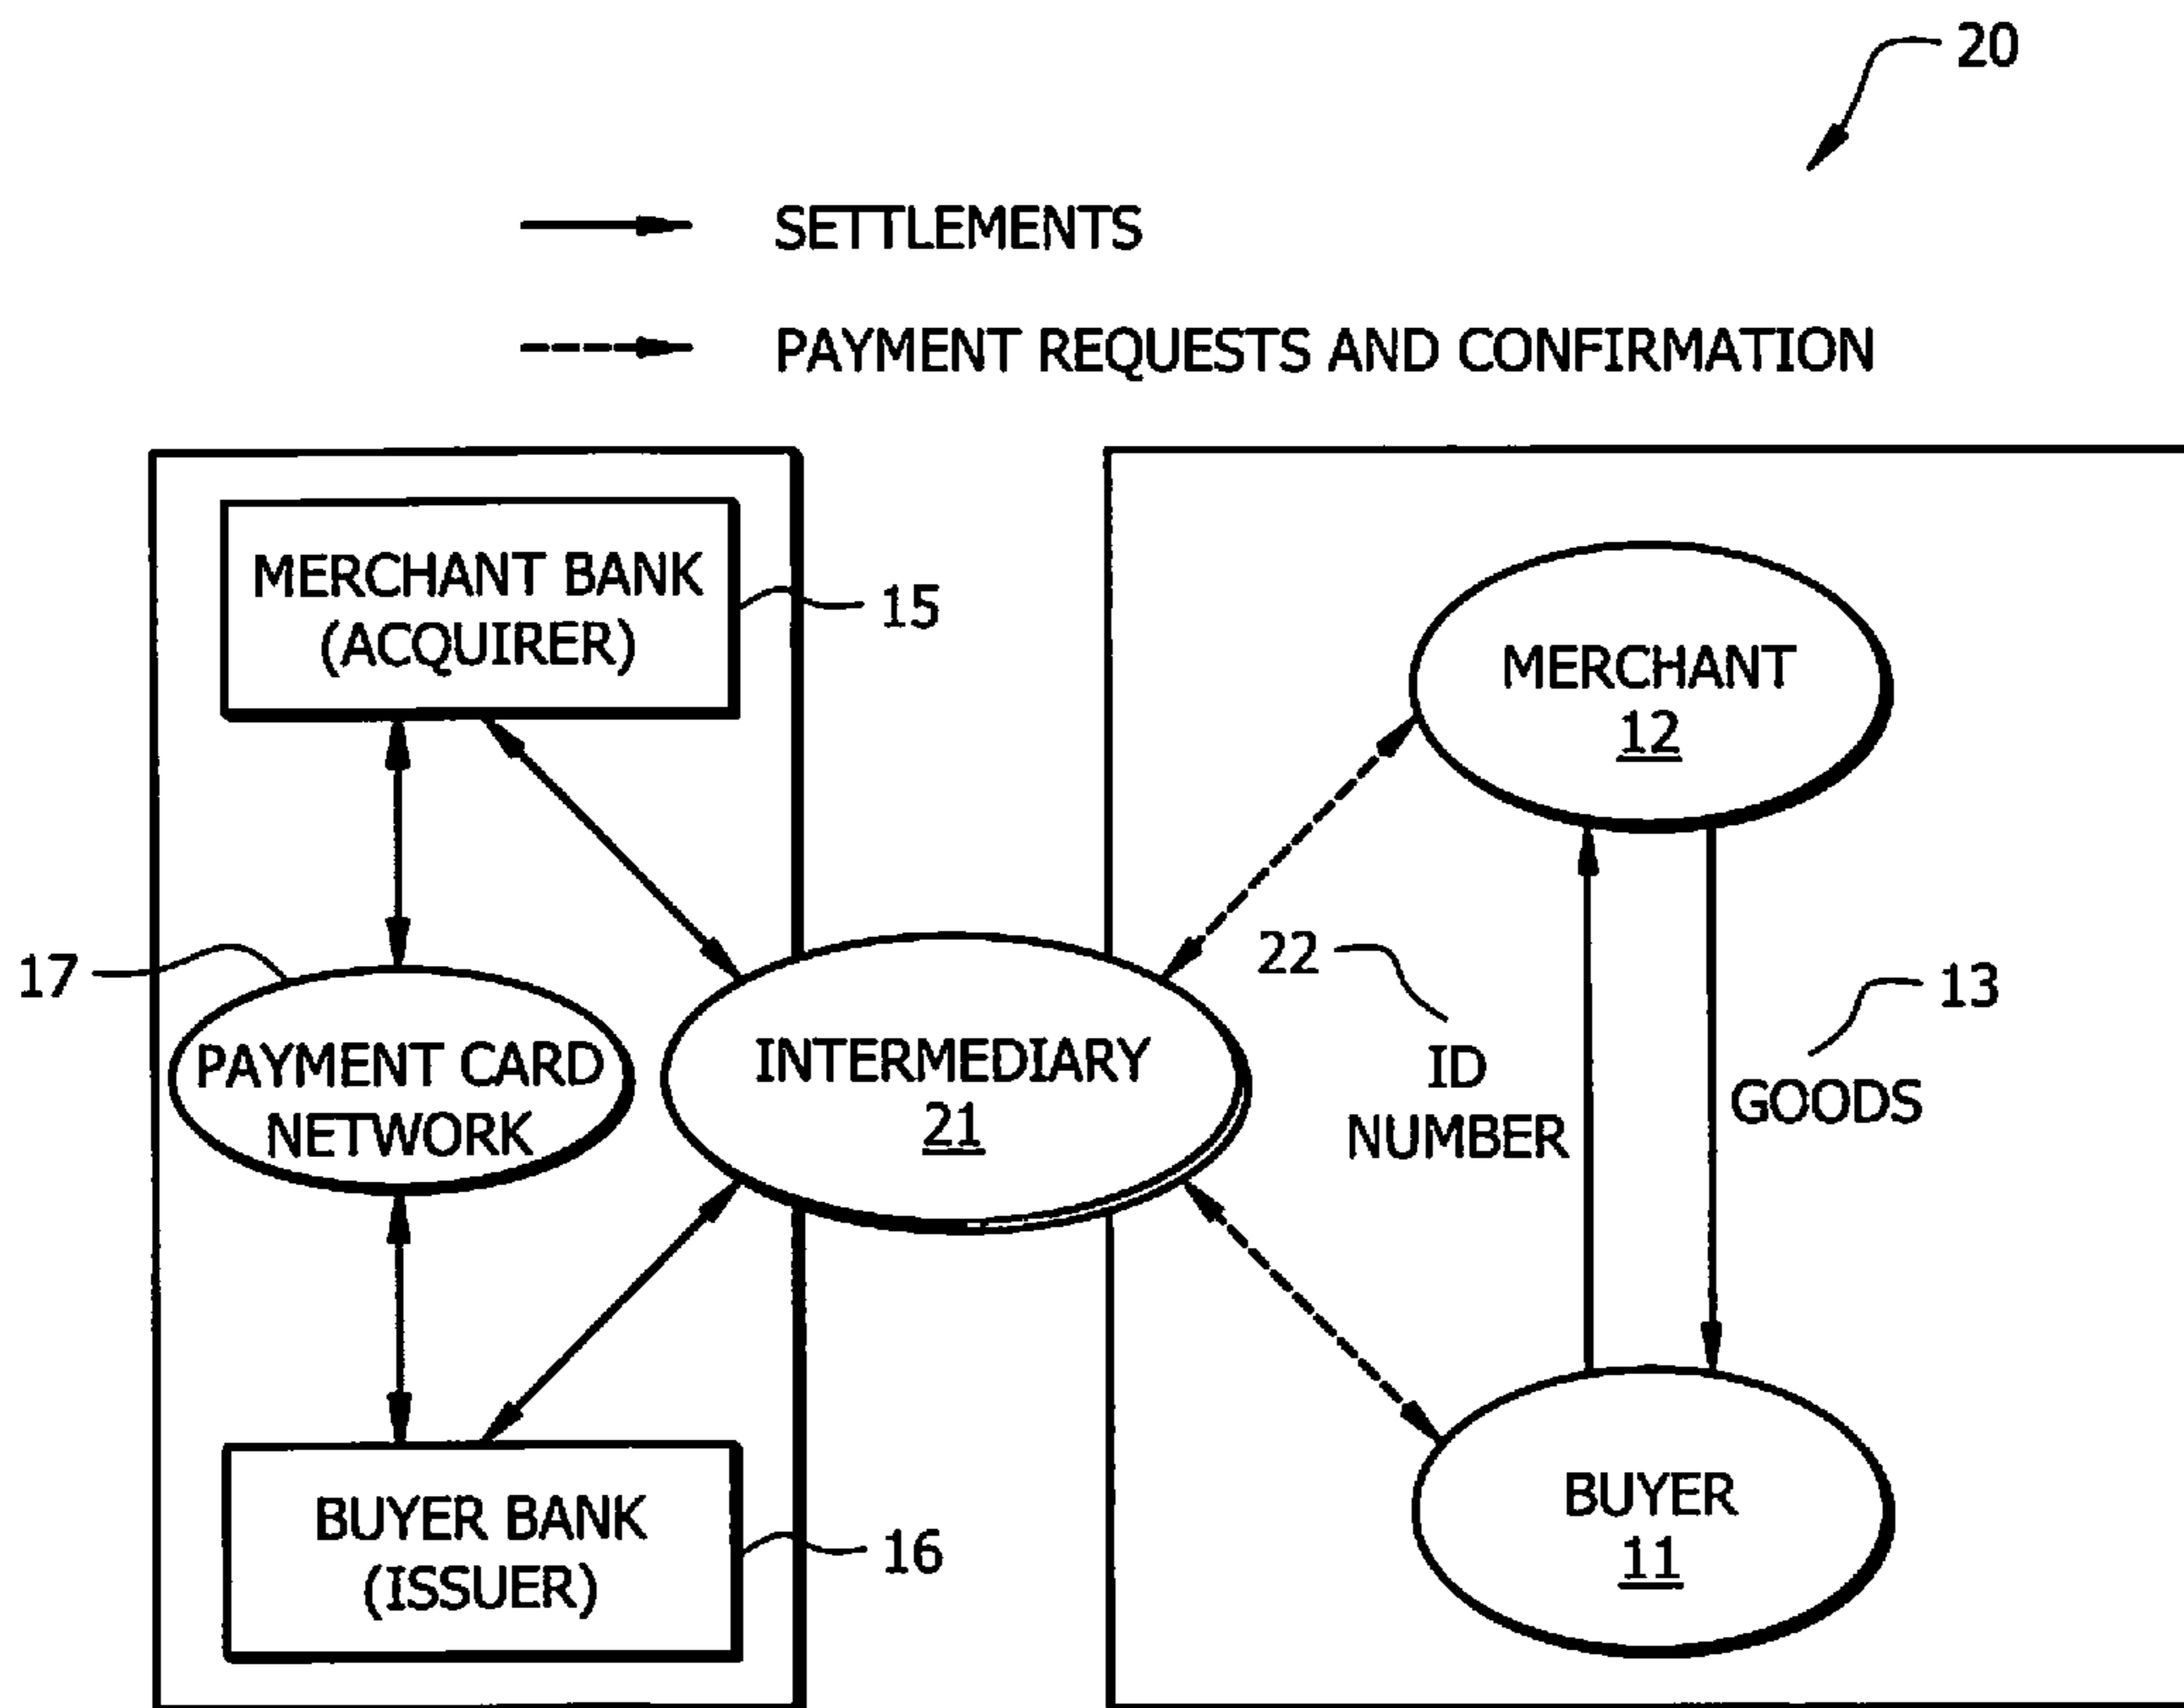 20
SETTLEMENTS
PAYMENT REQUESTS AND CONFIRMATION
MERCHANT BANK
(ACQUIRER)
15
MERCHANT
12
17
PAYMENT CARD
NETWORK
INTERMEDIARY
21
22
ID
NUMBER
13
GOODS
BUYER BANK
(ISSUER)
16
BUYER
11